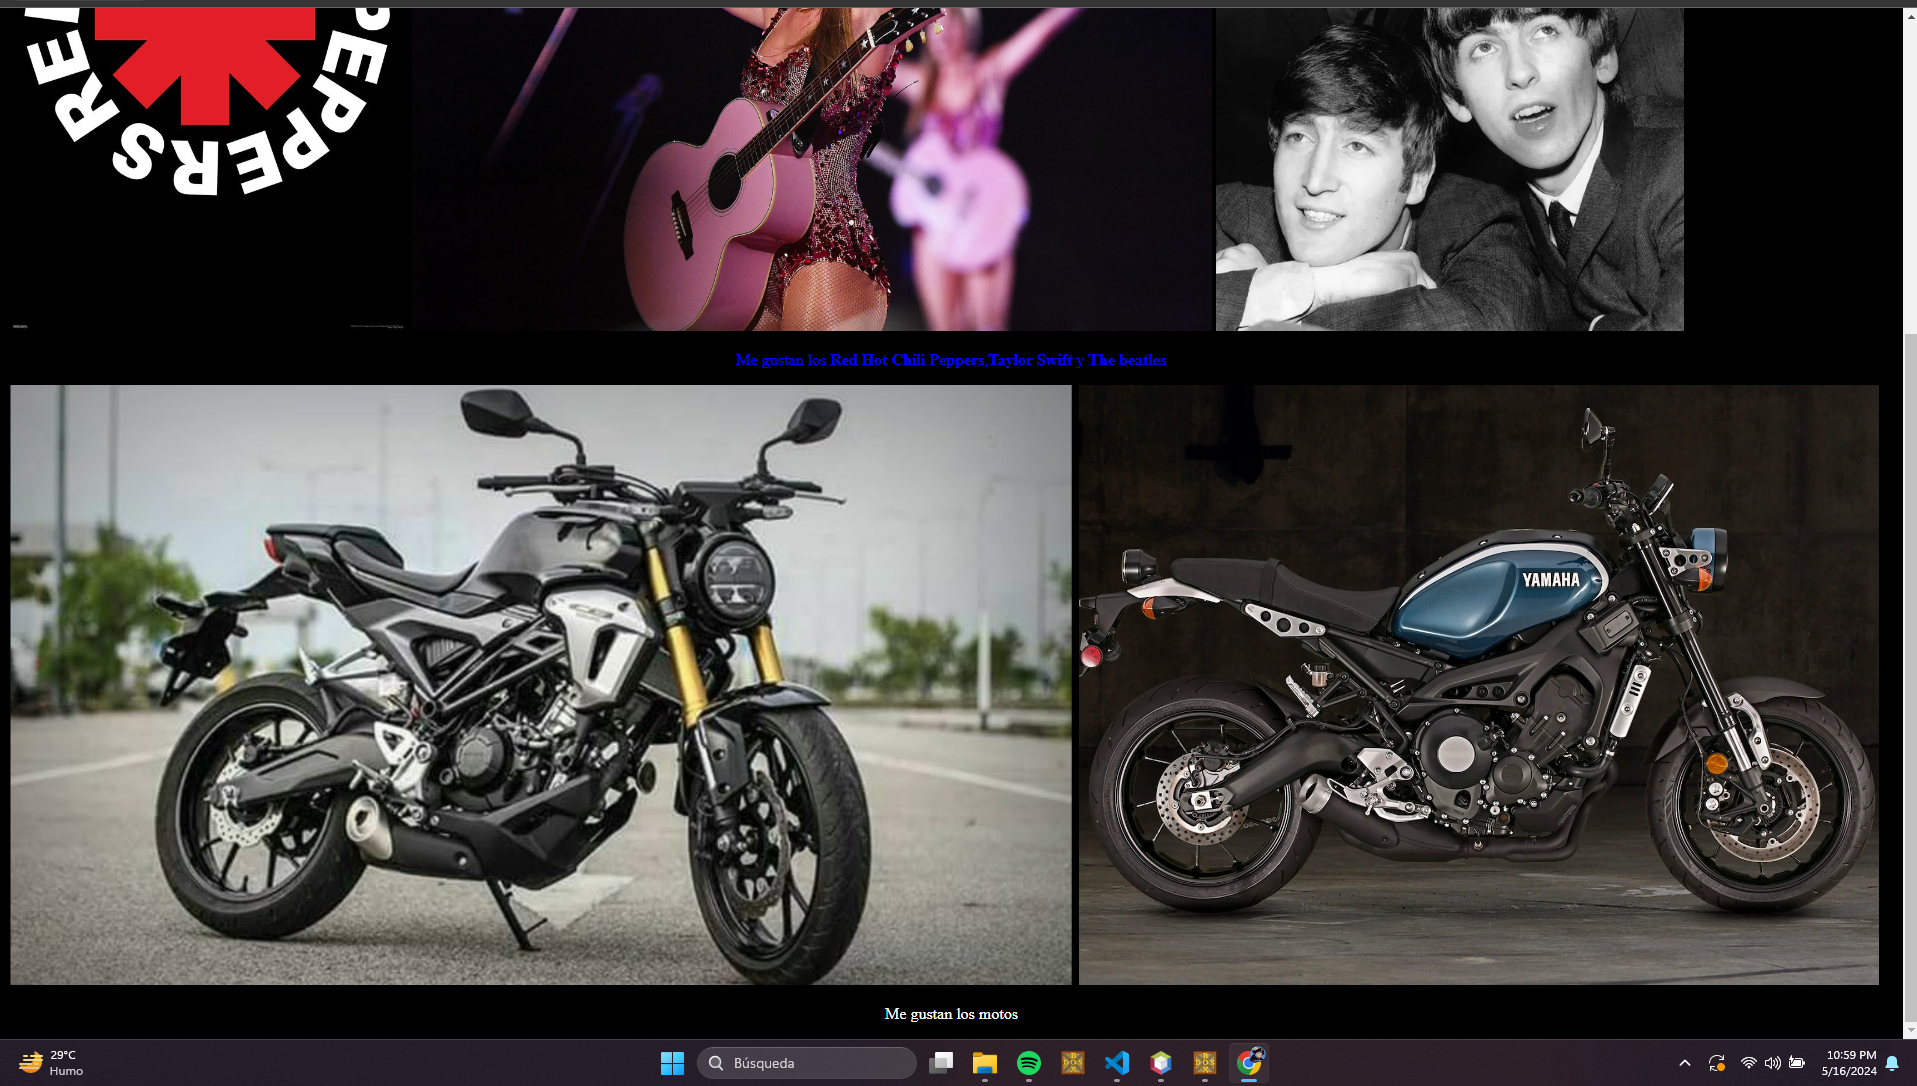 RED
PEPPERS
Me gustan los Red Hot Chili Peppers,Taylor Swift y The beatles
YAMAHA
Me gustan los motos
29°C
Humo
Búsqueda
10:59 PM
5/16/2024